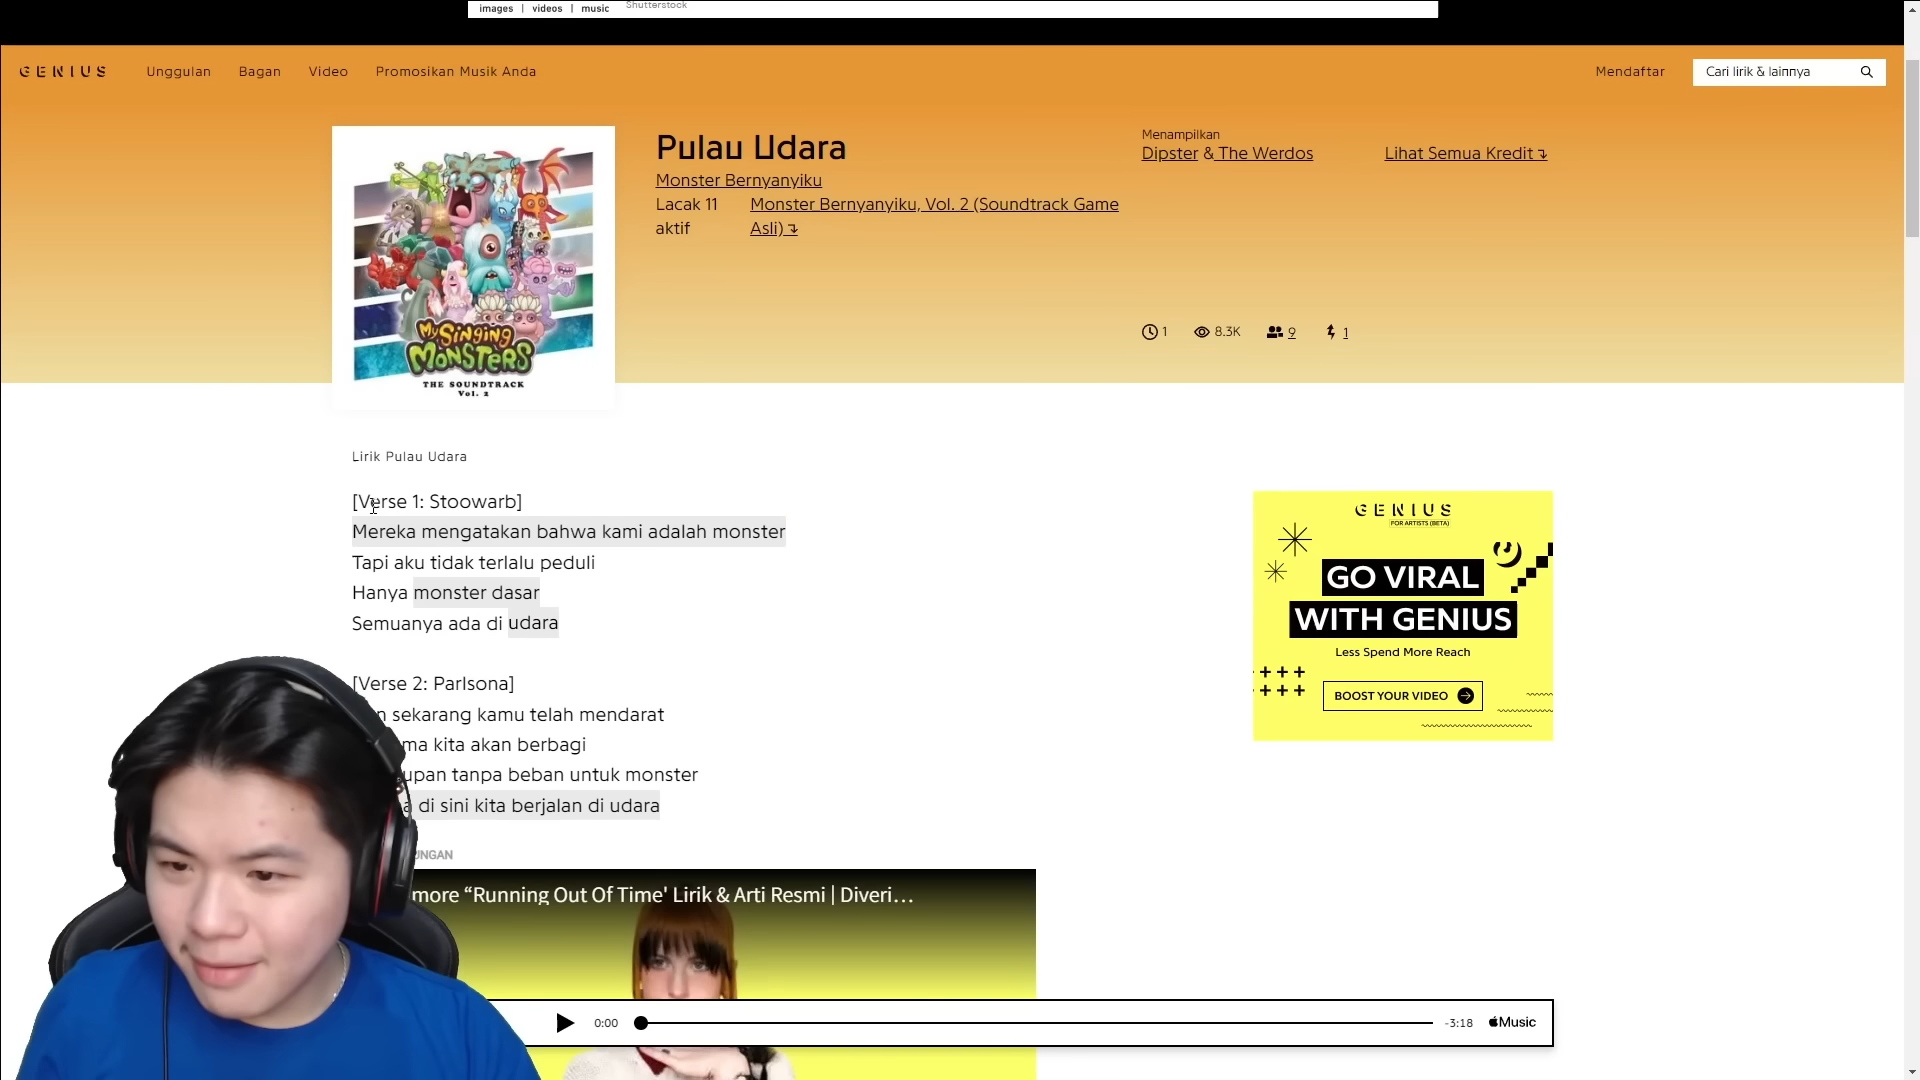 images | videos | music Shutterstock
GENIUS Unggulan Bagan Video Promosikan Musik Anda Mendaftar Cari lirik & lainnya
MY SiNGiNG
MONSTERS
THE SOUNDTRACK
Vol. 2
Pulau Udara
Monster Bernyanyiku
Lacak 11 aktif
Monster Bernyanyiku, Vol. 2 (Soundtrack Game
Asli)
Menampilkan
Dipster & The Werdos
Lihat Semua Kredit
1 8.3K 9 1
Lirik Pulau Udara
[Verse 1: Stoowarb]
Mereka mengatakan bahwa kami adalah monster
Tapi aku tidak terlalu peduli
Hanya monster dasar
Semuanya ada di udara
[Verse 2: Parlsona]
sekarang kamu telah mendarat
kita akan berbagi
tanpa beban untuk monster
di sini kita berjalan di udara
more “Running Out Of Time' Lirik & Arti Resmi | Diveri...
GENIUS
FOR ARTISTS (BETA)
GO VIRAL
WITH GENIUS
Less Spend More Reach
BOOST YOUR VIDEO
0:00 -3:18 Music